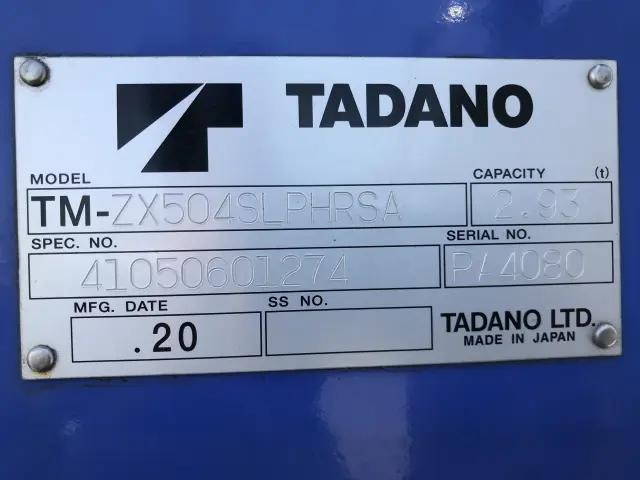 TADANO
MODEL
CAPACITY (t)
TM-ZX504SLPHRSA
2.93
SPEC. NO.
SERIAL NO.
41050601274
PA4080
MFG. DATE
SS NO.
.20
TADANO LTD.
MADE IN JAPAN